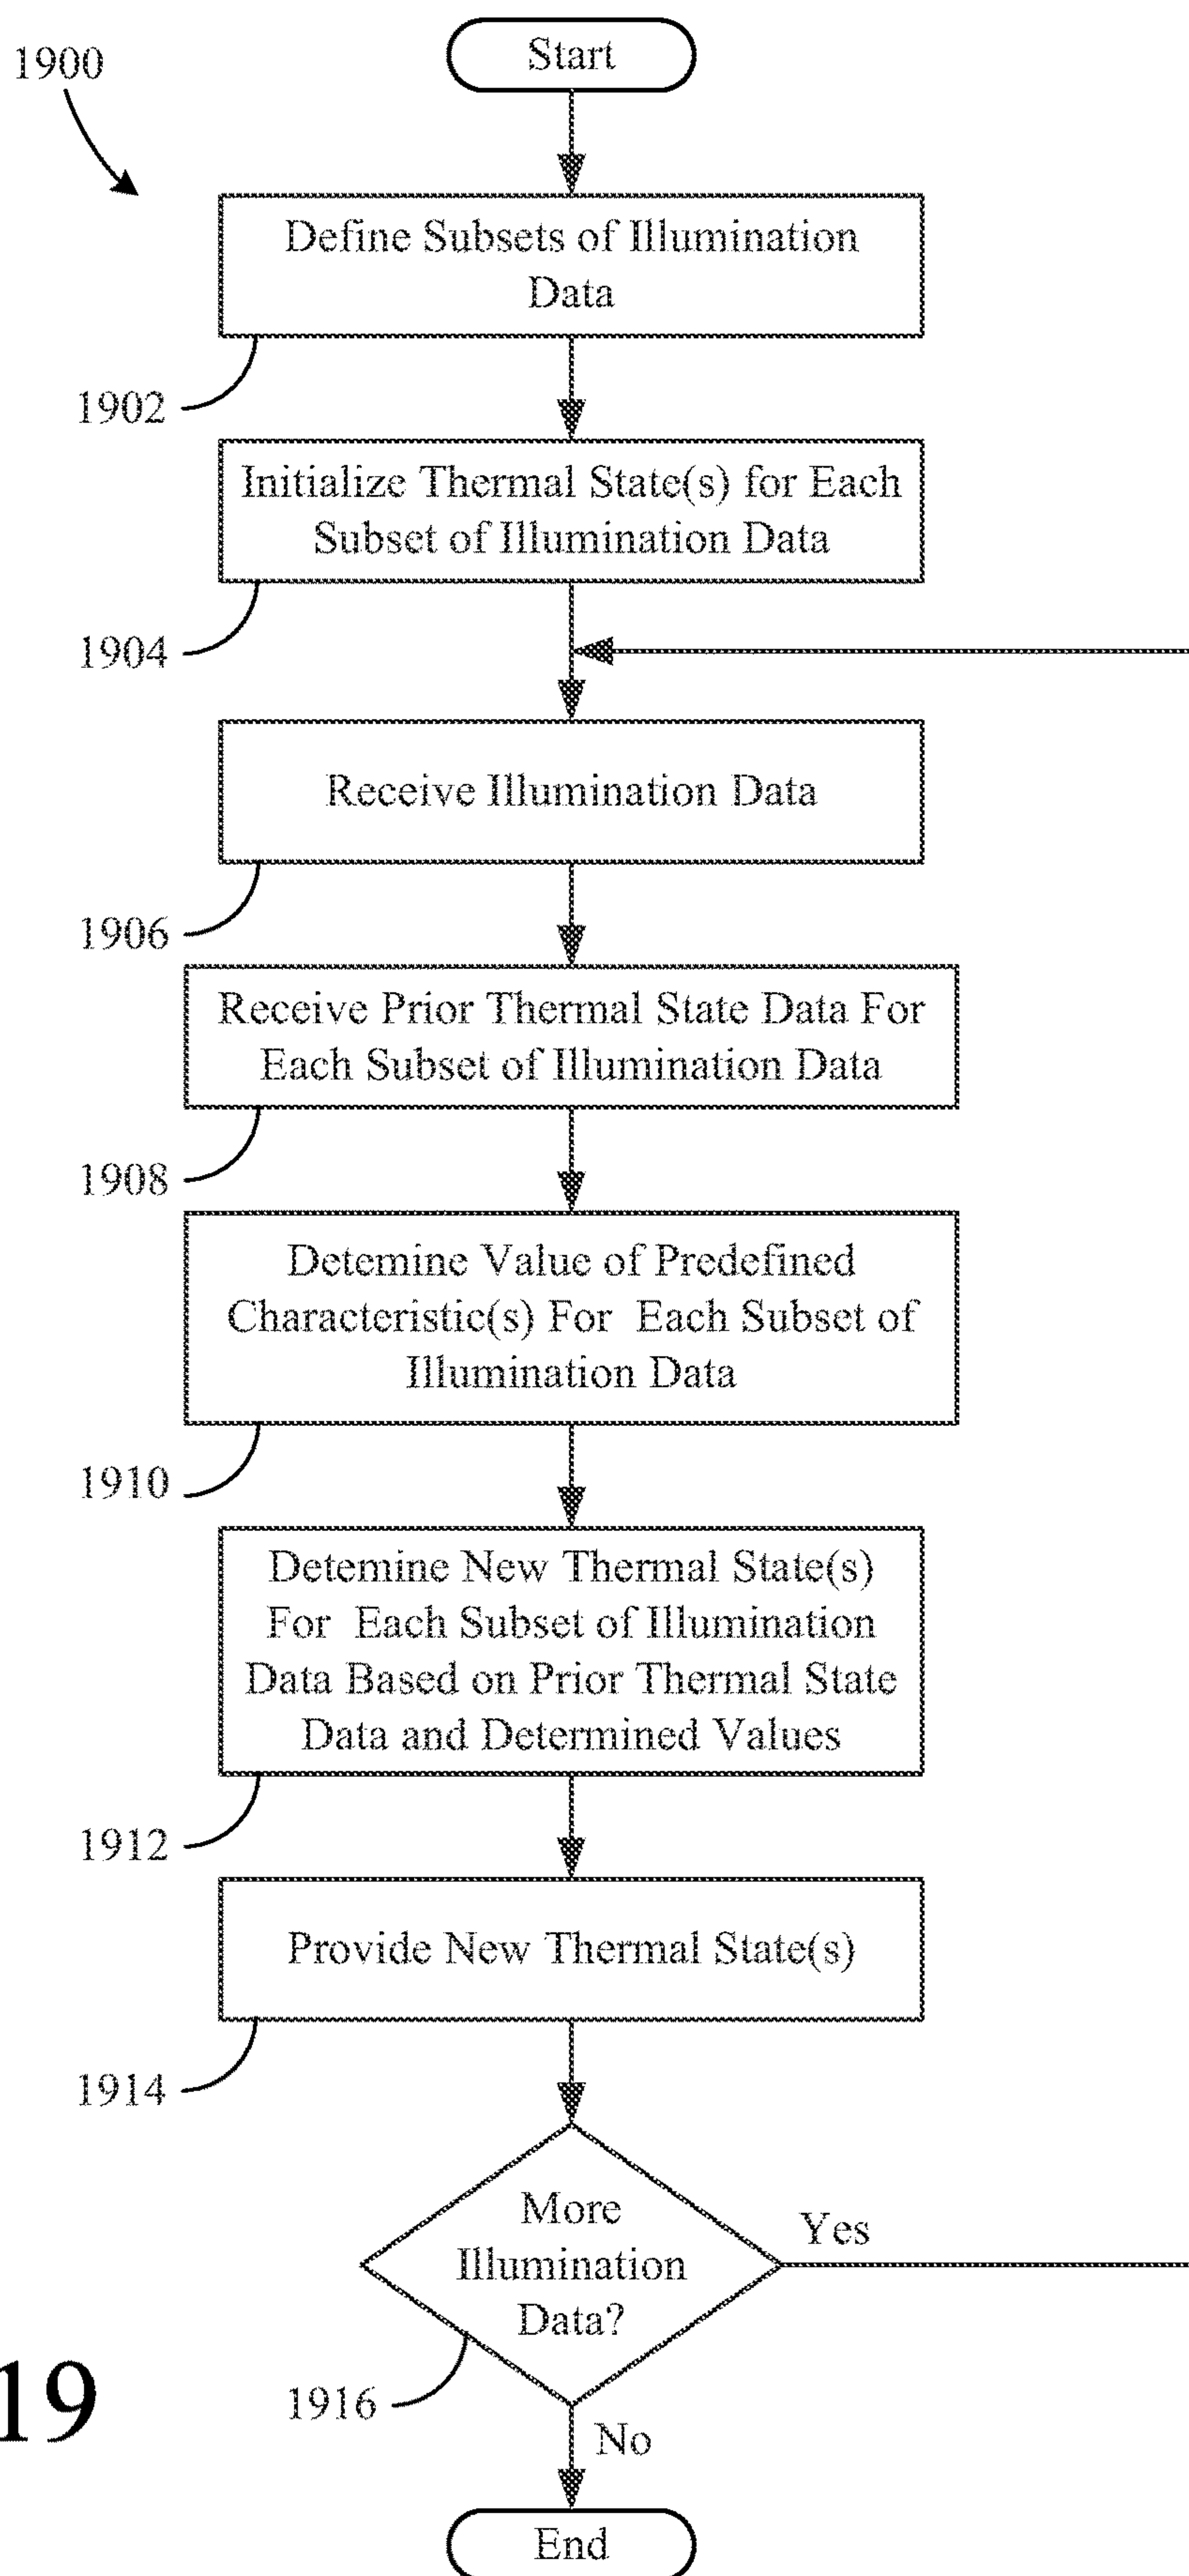 Start
1900
Define Subsets of Illumination
Data
1902
Initialize Thermal State(s) for Each
Subset of Illumination Data
1904
Receive Illumination Data
1906
Receive Prior Thermal State Data For
Each Subset of Illumination Data
1908
Detemine Value of Predefined
Characteristic(s) For Each Subset of
Illumination Data
1910
Detemine New Thermal State(s)
For Each Subset of Illumination
Data Based on Prior Thermal State
Data and Determined Values
1912
Provide New Thermal State(s)
1914
More
Illumination
Data?
Yes
1916
No
19
End